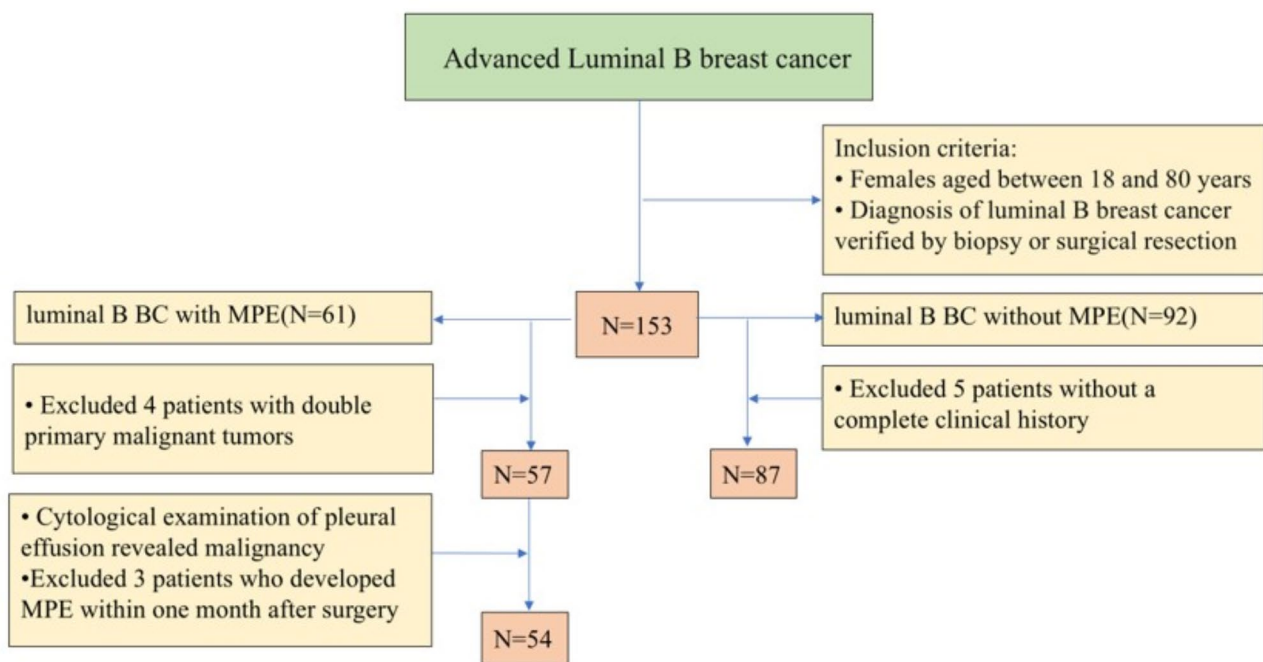 Advanced Luminal B breast cancer
Inclusion criteria:
• Females aged between 18 and 80 years
• Diagnosis of luminal B breast cancer
verified by biopsy or surgical resection
luminal B BC with MPE(N=61)
N=153
luminal B BC without MPE(N=92)
• Excluded 4 patients with double
primary malignant tumors
• Excluded 5 patients without a
complete clinical history
N=57
N=87
• Cytological examination of pleural
effusion revealed malignancy
•Excluded 3 patients who developed
MPE within one month after surgery
N=54